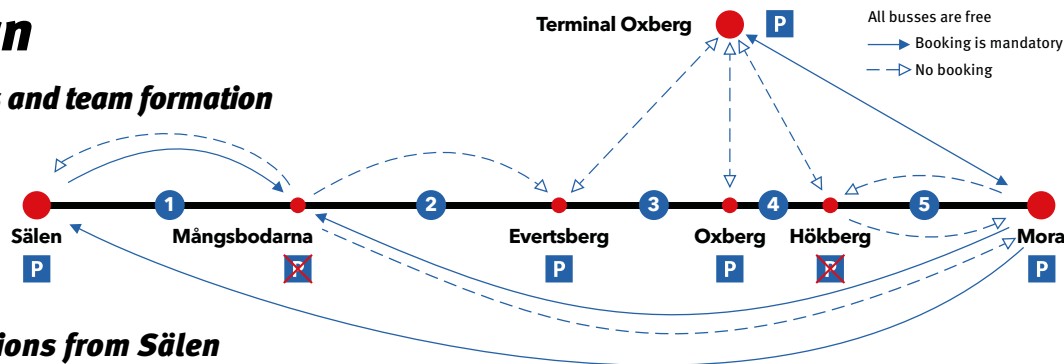 Terminal Oxberg P
All busses are free
Booking is mandatory
No booking
and team formation
1 2 3 4 5
Sälen Mångsbodarna Evertsberg Oxberg Hökberg Mora
P P P P P P
ions from Sälen